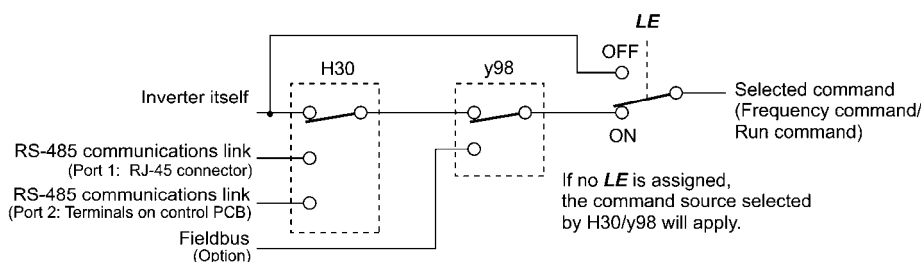 LE
OFF
H30
y98
Inverter itself
Selected command
(Frequency command/
Run command)
ON
RS-485 communications link
(Port 1: RJ-45 connector)
RS-485 communications link
(Port 2: Terminals on control PCB)
If no LE is assigned,
the command source selected
by H30/y98 will apply.
Fieldbus
(Option)